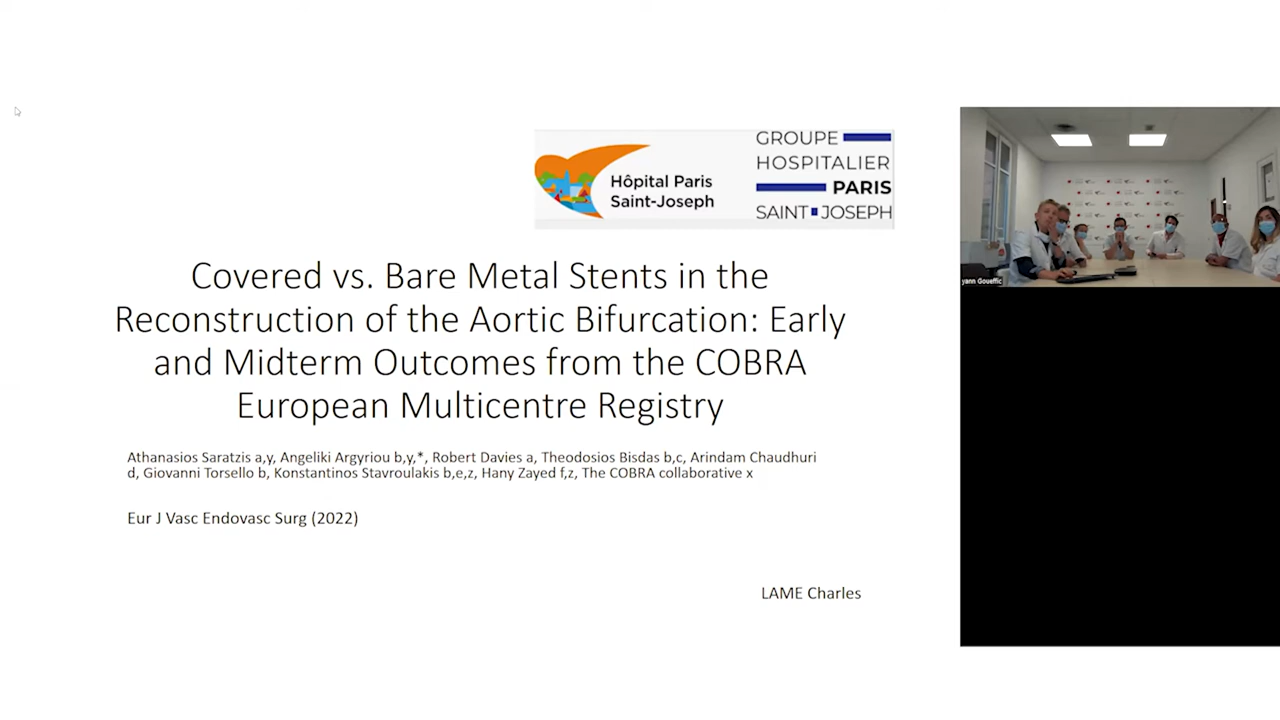 Hôpital Paris
Saint-Joseph
GROUPE
HOSPITALIER
PARIS
SAINT JOSEPH
Covered vs. Bare Metal Stents in the
Reconstruction of the Aortic Bifurcation: Early
and Midterm Outcomes from the COBRA
European Multicentre Registry
Athanasios Saratzis a,y, Angeliki Argyriou b,y,*, Robert Davies a, Theodosios Bisdas b,c, Arindam Chaudhuri
d, Giovanni Torsello b, Konstantinos Stavroulakis b,e,z, Hany Zayed f,z, The COBRA collaborative x
Eur J Vasc Endovasc Surg (2022)
LAME Charles
yann Goueffic